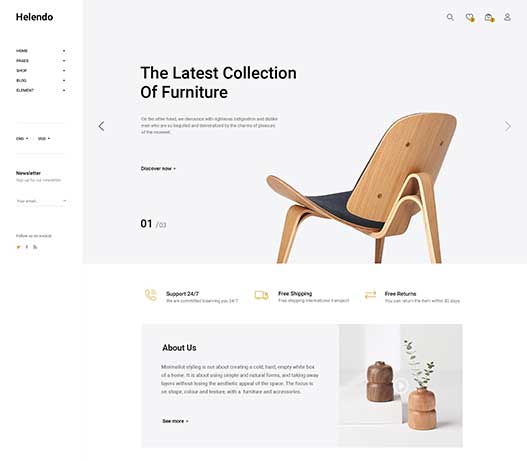 Helendo
HOME
PAGES
SHOP
BLOG
ELEMENT
ENG
USD
Newsletter
Sign up for our newsletter
Your email...
Follow us on social
The Latest Collection
Of Furniture
On the other hand, we denounce with righteous indignation and dislike
men who are so beguiled and demoralized by the charms of pleasure
of the moment.
Discover now
01 /03
Support 24/7
We are committed to serving you 24/7
Free Shipping
Free shipping international transport
Free Returns
You can return the item within 30 days
About Us
Minimalist styling is not about creating a cold, hard, empty white box
of a home. It is about using simple and natural forms, and taking away
layers without losing the aesthetic appeal of the space. The focus is
on shape, colour and texture, with a furniture and accessories.
See more